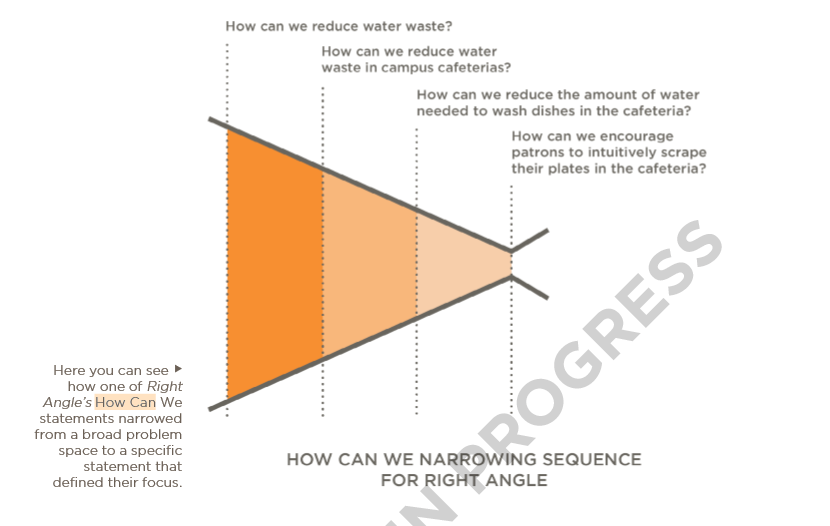 How can we reduce water waste?
How can we reduce water
waste in campus cafeterias?
How can we reduce the amount of water
needed to wash dishes in the cafeteria?
How can we encourage
patrons to intuitively scrape
their plates in the cafeteria?
Here you can see
how one of Right
Angle's How Can We
statements narrowed
from a broad problem
space to a specific
statement that
defined their focus.
HOW CAN WE NARROWING SEQUENCE
FOR RIGHT ANGLE
IN PROGRESS